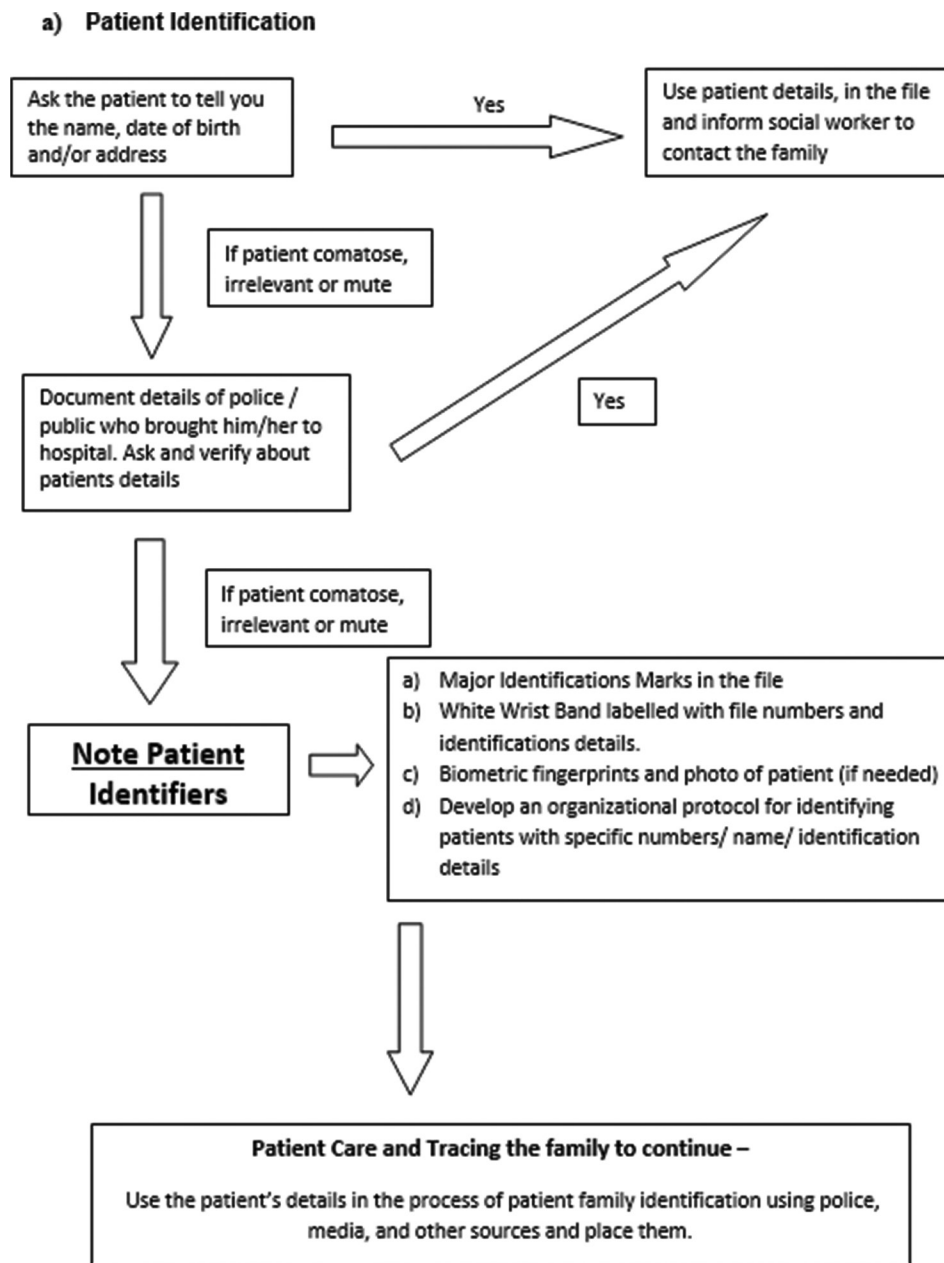 a) Patient Identification
Ask the patient to tell you
the name, date of birth
and/or address
Yes
Use patient details, in the file
and inform social worker to
contact the family
If patient comatose,
irrelevant or mute
Document details of police /
public who brought him/her to
hospital. Ask and verify about
patients details
Yes
If patient comatose,
irrelevant or mute
Note Patient
Identifiers
a) Major Identifications Marks in the file
b) White Wrist Band labelled with file numbers and
identifications details.
c) Biometric fingerprints and photo of patient (if needed)
d) Develop an organizational protocol for identifying
patients with specific numbers/ name/ identification
details
Patient Care and Tracing the family to continue –
Use the patient's details in the process of patient family identification using police,
media, and other sources and place them.